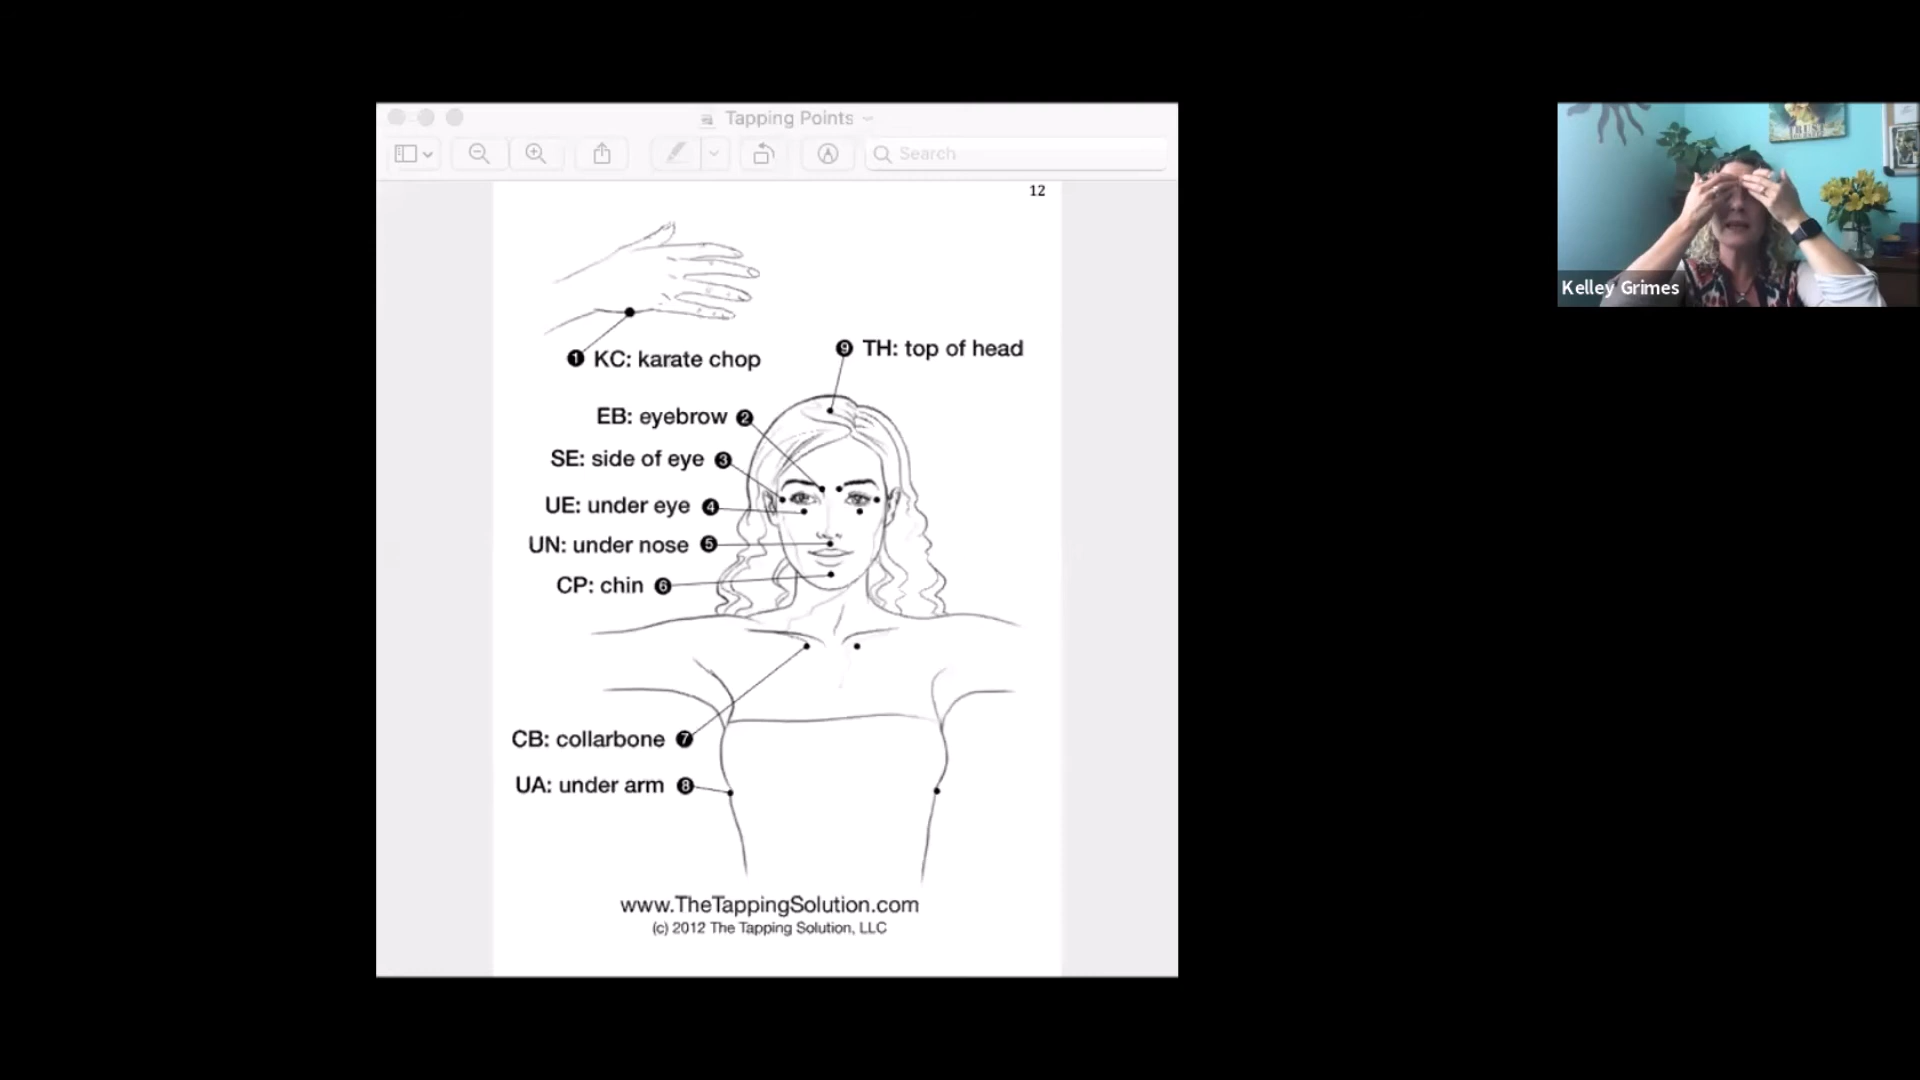 Tapping Points
Search
12
1 KC: karate chop
9 TH: top of head
EB: eyebrow 2
SE: side of eye 3
UE: under eye 4
UN: under nose 5
CP: chin 6
CB: collarbone 7
UA: under arm 8
www.TheTappingSolution.com
(c) 2012 The Tapping Solution, LLC
TRUST
Kelley Grimes